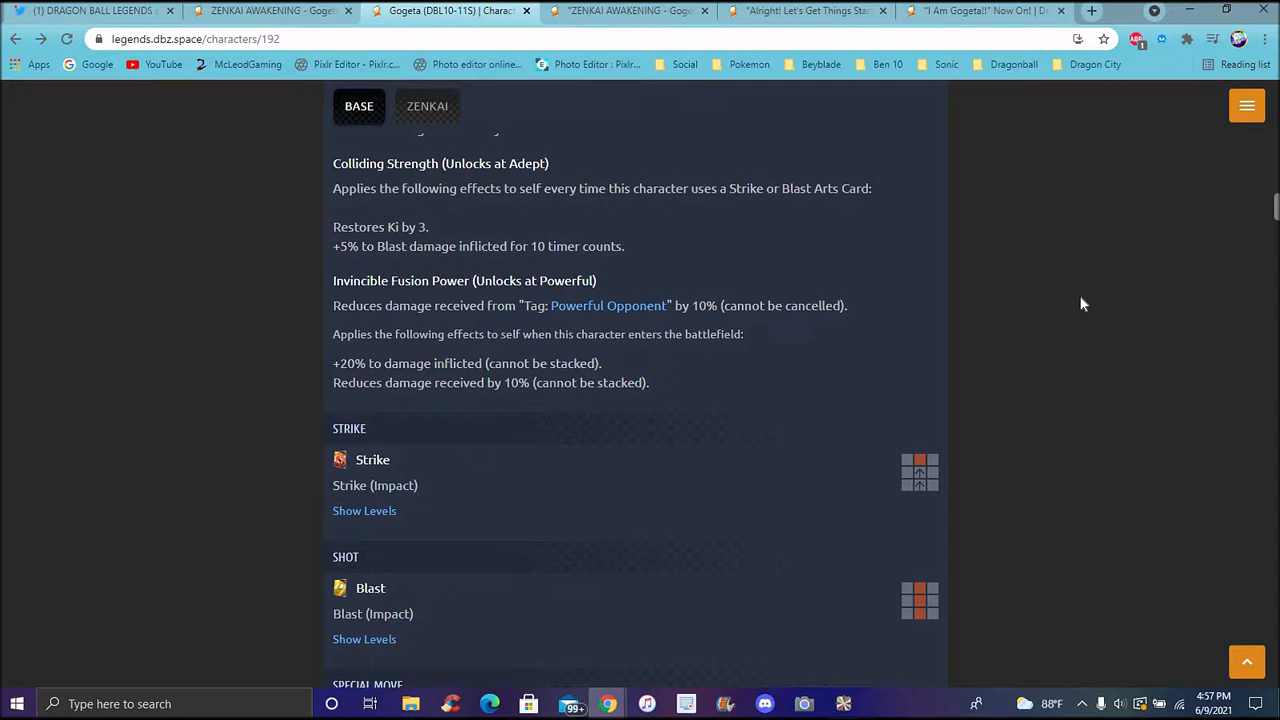 (1) DRAGON BALL LEGENDS
ZENKAI AWAKENING - Goget
Gogeta (DBL10-11S) | Charact
"ZENKAI AWAKENING - Goge
"Alright! Let's Get Things Star
"I Am Gogeta!!" Now On! | D
legends.dbz.space/characters/192
ABP
1
Apps
Google
YouTube
McLeodGaming
Pixlr Editor - Pixlr.c...
Photo editor online...
Photo Editor : Pixlr...
Social
Pokemon
Beyblade
Ben 10
Sonic
Dragonball
Dragon City
Reading list
BASE
ZENKAI
Colliding Strength (Unlocks at Adept)
Applies the following effects to self every time this character uses a Strike or Blast Arts Card:
Restores Ki by 3.
+5% to Blast damage inflicted for 10 timer counts.
Invincible Fusion Power (Unlocks at Powerful)
Reduces damage received from "Tag: Powerful Opponent" by 10% (cannot be cancelled).
Applies the following effects to self when this character enters the battlefield:
+20% to damage inflicted (cannot be stacked).
Reduces damage received by 10% (cannot be stacked).
STRIKE
Strike
Strike (Impact)
Show Levels
SHOT
Blast
Blast (Impact)
Show Levels
SPECIAL MOVE
Type here to search
99+
88°F
4:57 PM
6/9/2021